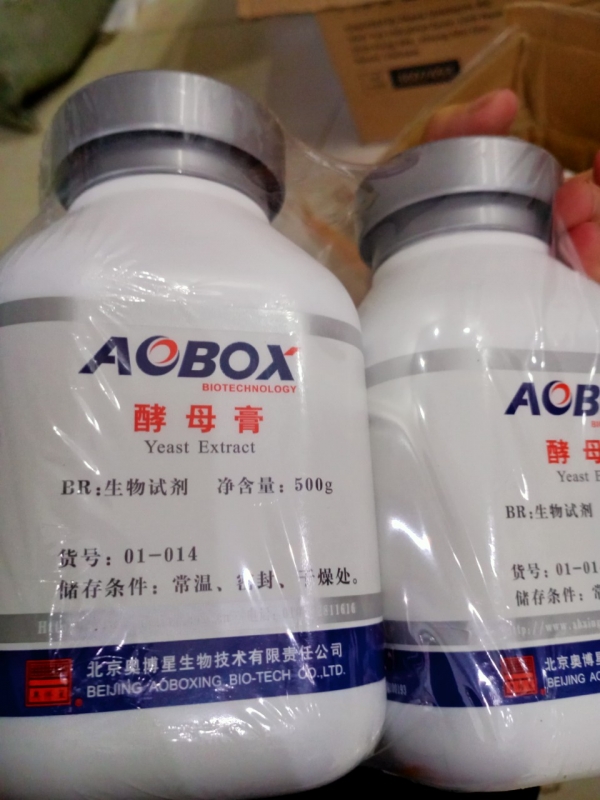 AOBOX
BIOTECHNOLOGY
酵母膏
Yeast Extract
BR:生物试剂 净含量: 500g
货号: 01-014
储存条件: 常温、密封、干燥处。
北京奥博星生物技术有限责任公司
BEIJING AOBOXING BIO-TECH CO.,LTD.
AOB
酵母
Yeast E
BR:生物试剂
货号: 01-01
储存条件:
北京奥博星
BEIJING AO